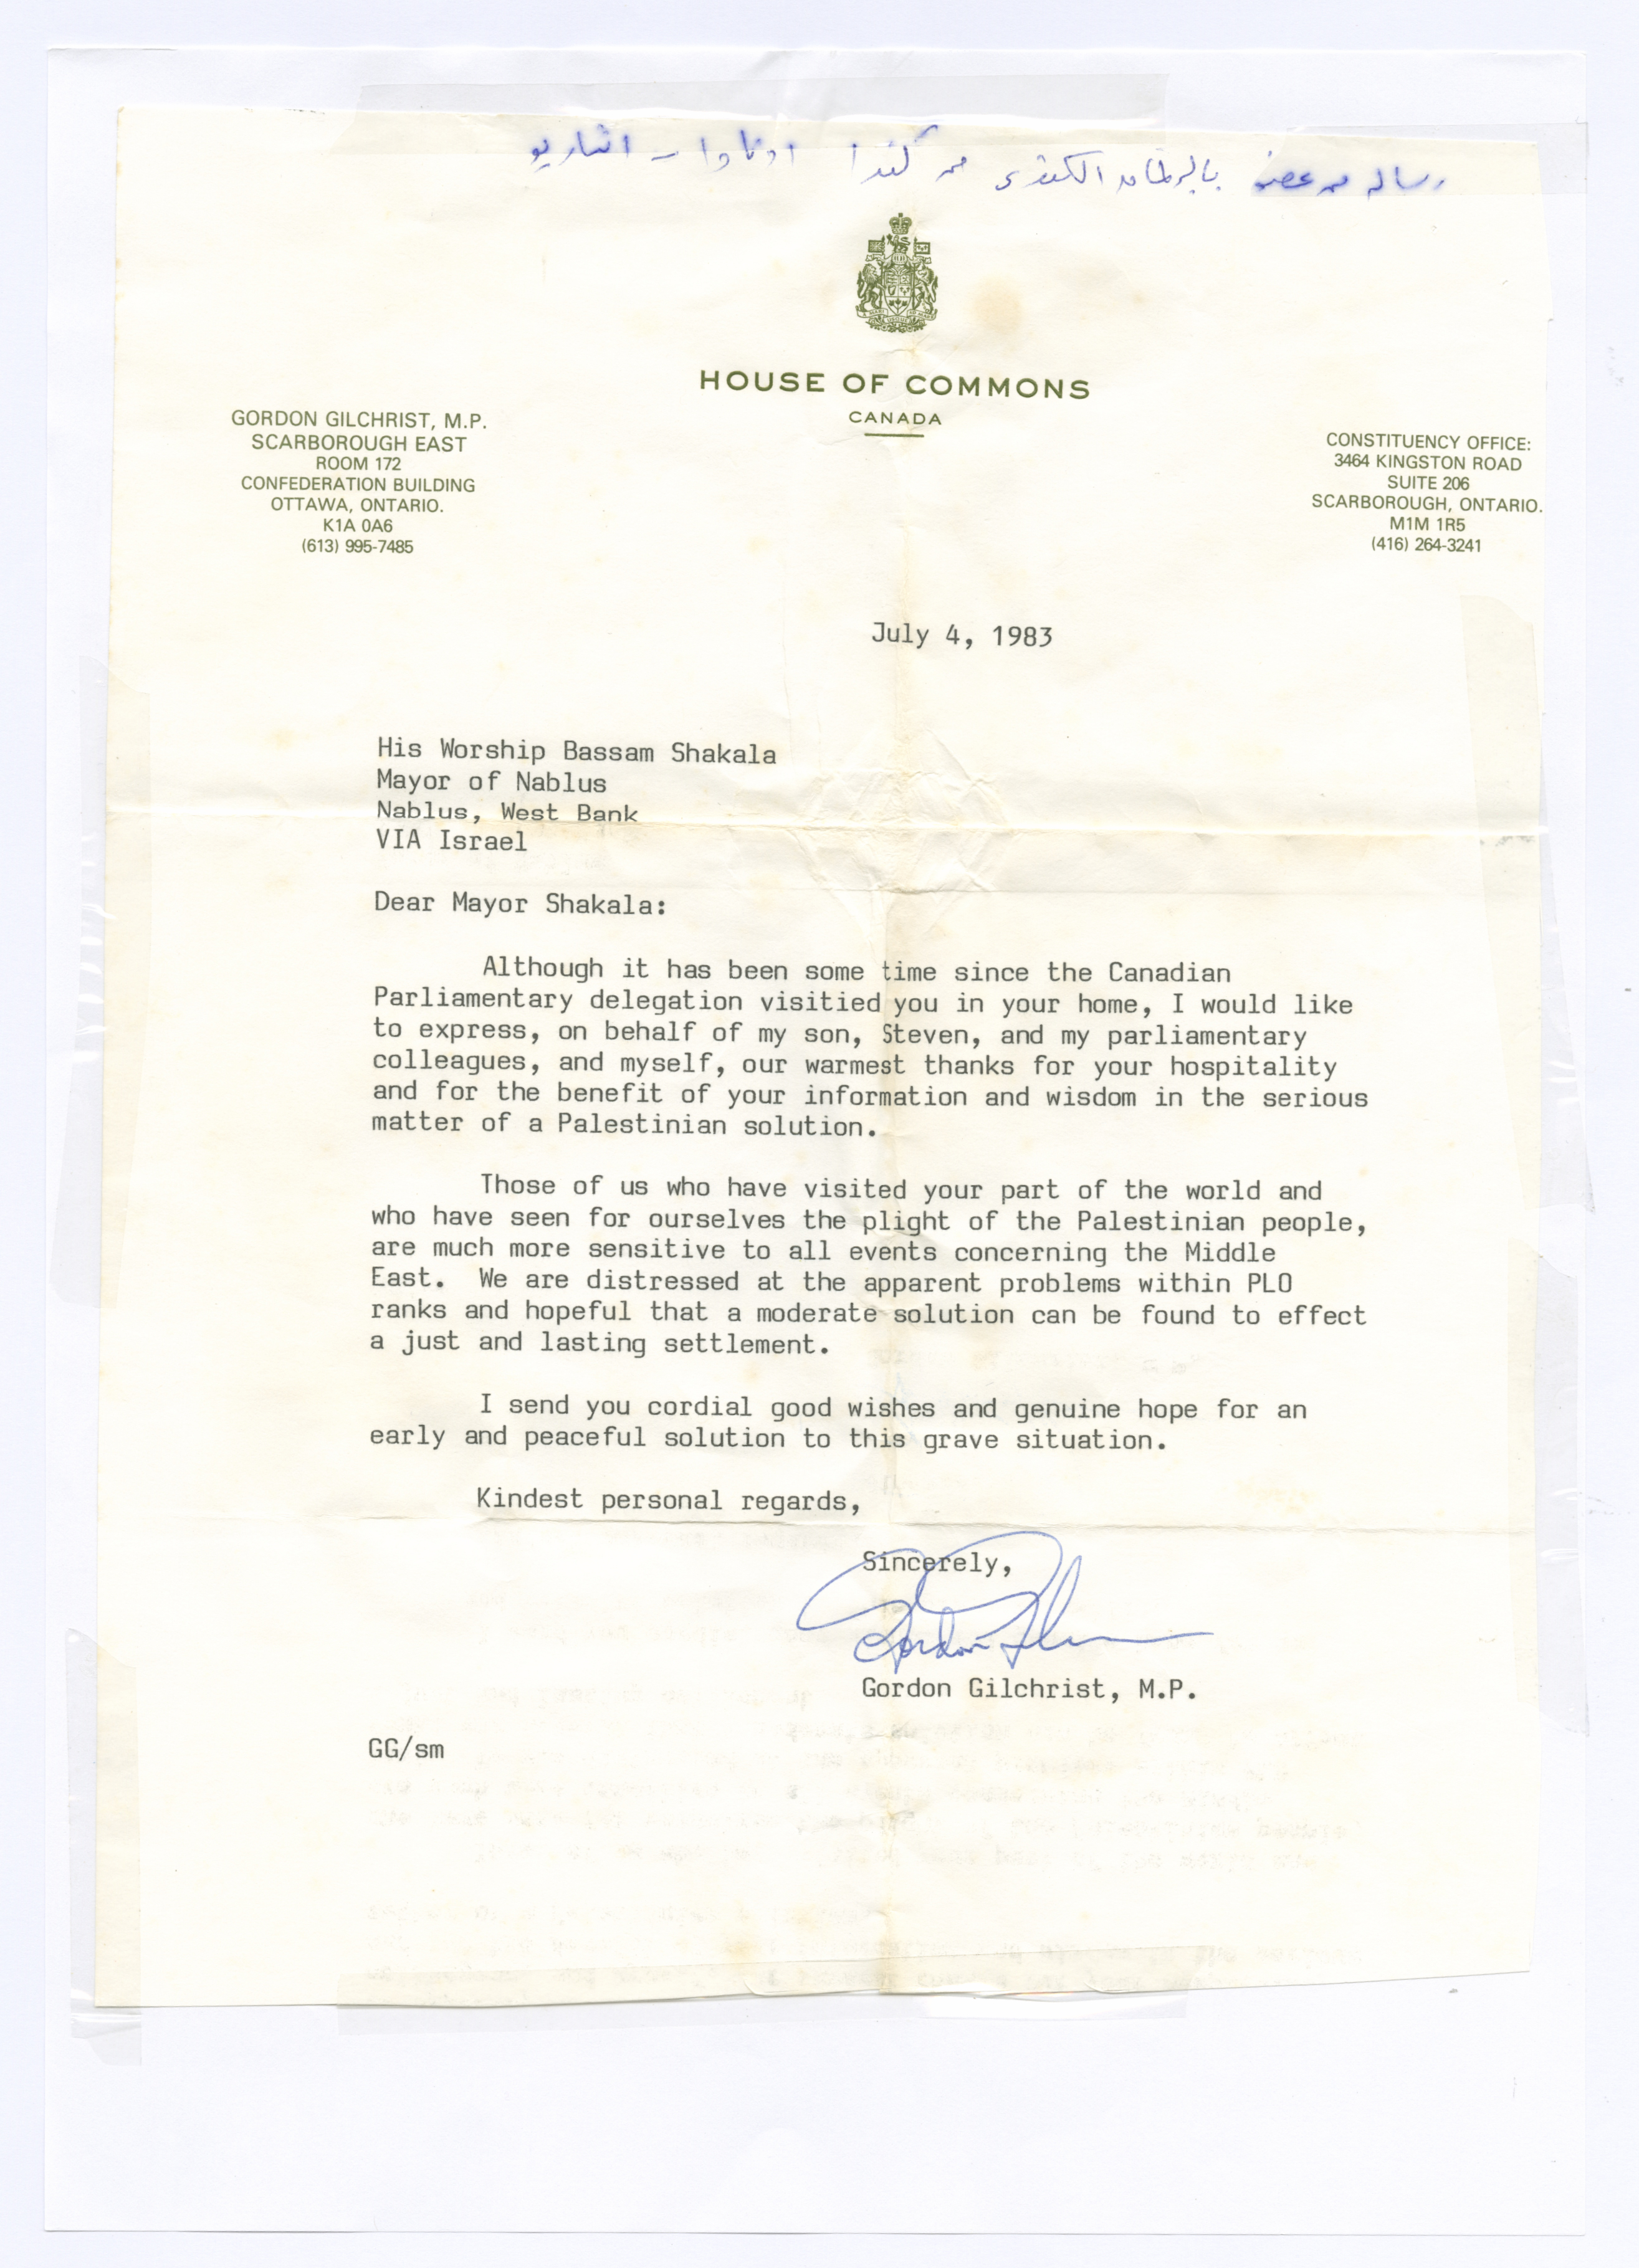 رسالة من عضو بالبرلمان الكندي من كندا اوتاوا - انتاريو
HOUSE OF COMMONS
CANADA
GORDON GILCHRIST, M.P.
SCARBOROUGH EAST
ROOM 172
CONFEDERATION BUILDING
OTTAWA, ONTARIO.
K1A 0A6
(613) 995-7485
CONSTITUENCY OFFICE:
3464 KINGSTON ROAD
SUITE 206
SCARBOROUGH, ONTARIO.
M1M 1R5
(416) 264-3241
July 4, 1983
His Worship Bassam Shakala
Mayor of Nablus
Nablus, West Bank
VIA Israel
Dear Mayor Shakala:
Although it has been some time since the Canadian
Parliamentary delegation visitied you in your home, I would like
to express, on behalf of my son, Steven, and my parliamentary
colleagues, and myself, our warmest thanks for your hospitality
and for the benefit of your information and wisdom in the serious
matter of a Palestinian solution.
Those of us who have visited your part of the world and
who have seen for ourselves the plight of the Palestinian people,
are much more sensitive to all events concerning the Middle
East. We are distressed at the apparent problems within PLO
ranks and hopeful that a moderate solution can be found to effect
a just and lasting settlement.
I send you cordial good wishes and genuine hope for an
early and peaceful solution to this grave situation.
Kindest personal regards,
Sincerely,
Gordon Gilchrist, M.P.
GG/sm